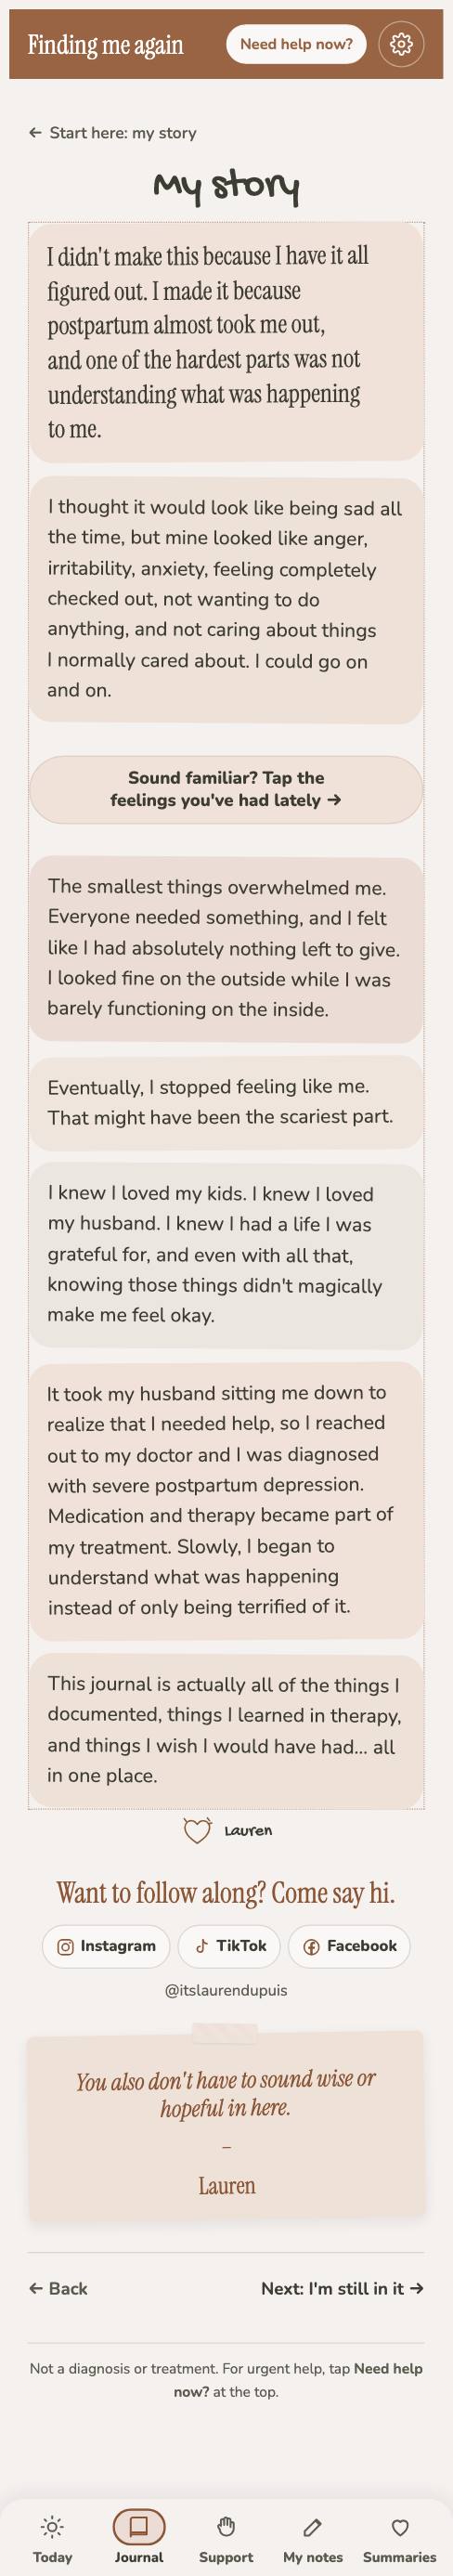 Finding me again
Need help now?
← Start here: my story
My story
I didn't make this because I have it all
figured out. I made it because
postpartum almost took me out,
and one of the hardest parts was not
understanding what was happening
to me.
I thought it would look like being sad all
the time, but mine looked like anger,
irritability, anxiety, feeling completely
checked out, not wanting to do
anything, and not caring about things
I normally cared about. I could go on
and on.
Sound familiar? Tap the
feelings you've had lately →
The smallest things overwhelmed me.
Everyone needed something, and I felt
like I had absolutely nothing left to give.
I looked fine on the outside while I was
barely functioning on the inside.
Eventually, I stopped feeling like me.
That might have been the scariest part.
I knew I loved my kids. I knew I loved
my husband. I knew I had a life I was
grateful for, and even with all that,
knowing those things didn't magically
make me feel okay.
It took my husband sitting me down to
realize that I needed help, so I reached
out to my doctor and I was diagnosed
with severe postpartum depression.
Medication and therapy became part of
my treatment. Slowly, I began to
understand what was happening
instead of only being terrified of it.
This journal is actually all of the things I
documented, things I learned in therapy,
and things I wish I would have had... all
in one place.
Lauren
Want to follow along? Come say hi.
Instagram TikTok Facebook
@itslaurendupuis
You also don't have to sound wise or
hopeful in here.
–
Lauren
← Back Next: I'm still in it →
Not a diagnosis or treatment. For urgent help, tap Need help
now? at the top.
Today Journal Support My notes Summaries